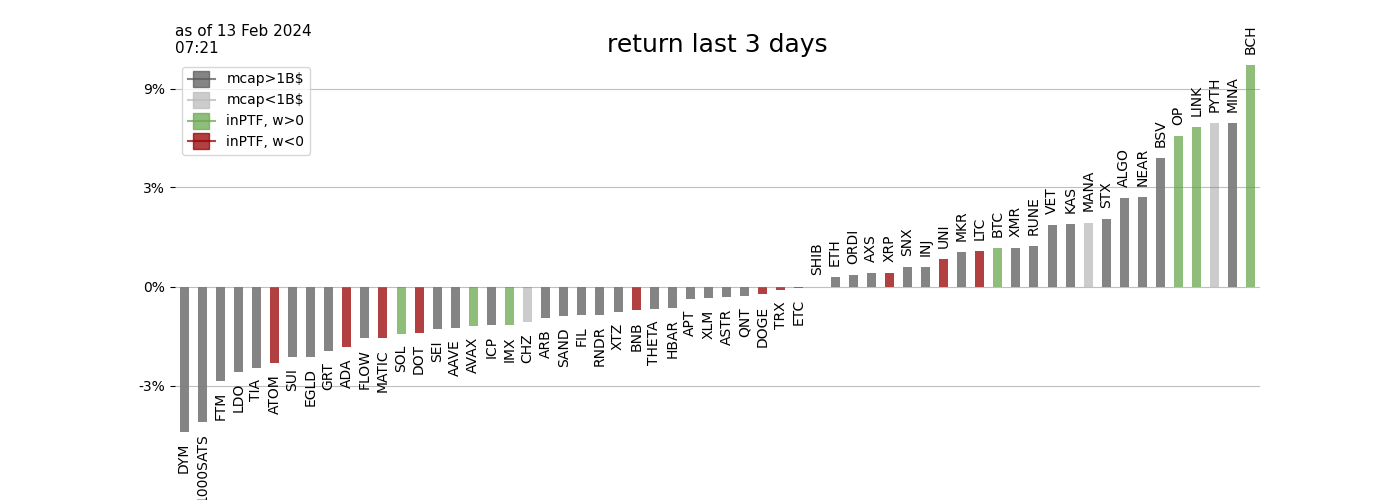 as of 13 Feb 2024
07:21
return last 3 days
mcap>1B$
mcap<1B$
inPTF, w>0
inPTF, w<0
9%
3%
0%
-3%
DYM
1000SATS
FTM
LDO
TIA
ATOM
SUI
EGLD
GRT
ADA
FLOW
MATIC
SOL
DOT
SEI
AAVE
AVAX
ICP
IMX
CHZ
ARB
SAND
FIL
RNDR
XTZ
BNB
THETA
HBAR
APT
XLM
ASTR
QNT
DOGE
TRX
ETC
SHIB
ETH
ORDI
AXS
XRP
SNX
INJ
UNI
MKR
LTC
BTC
XMR
RUNE
VET
KAS
MANA
STX
ALGO
NEAR
BSV
OP
LINK
PYTH
MINA
BCH